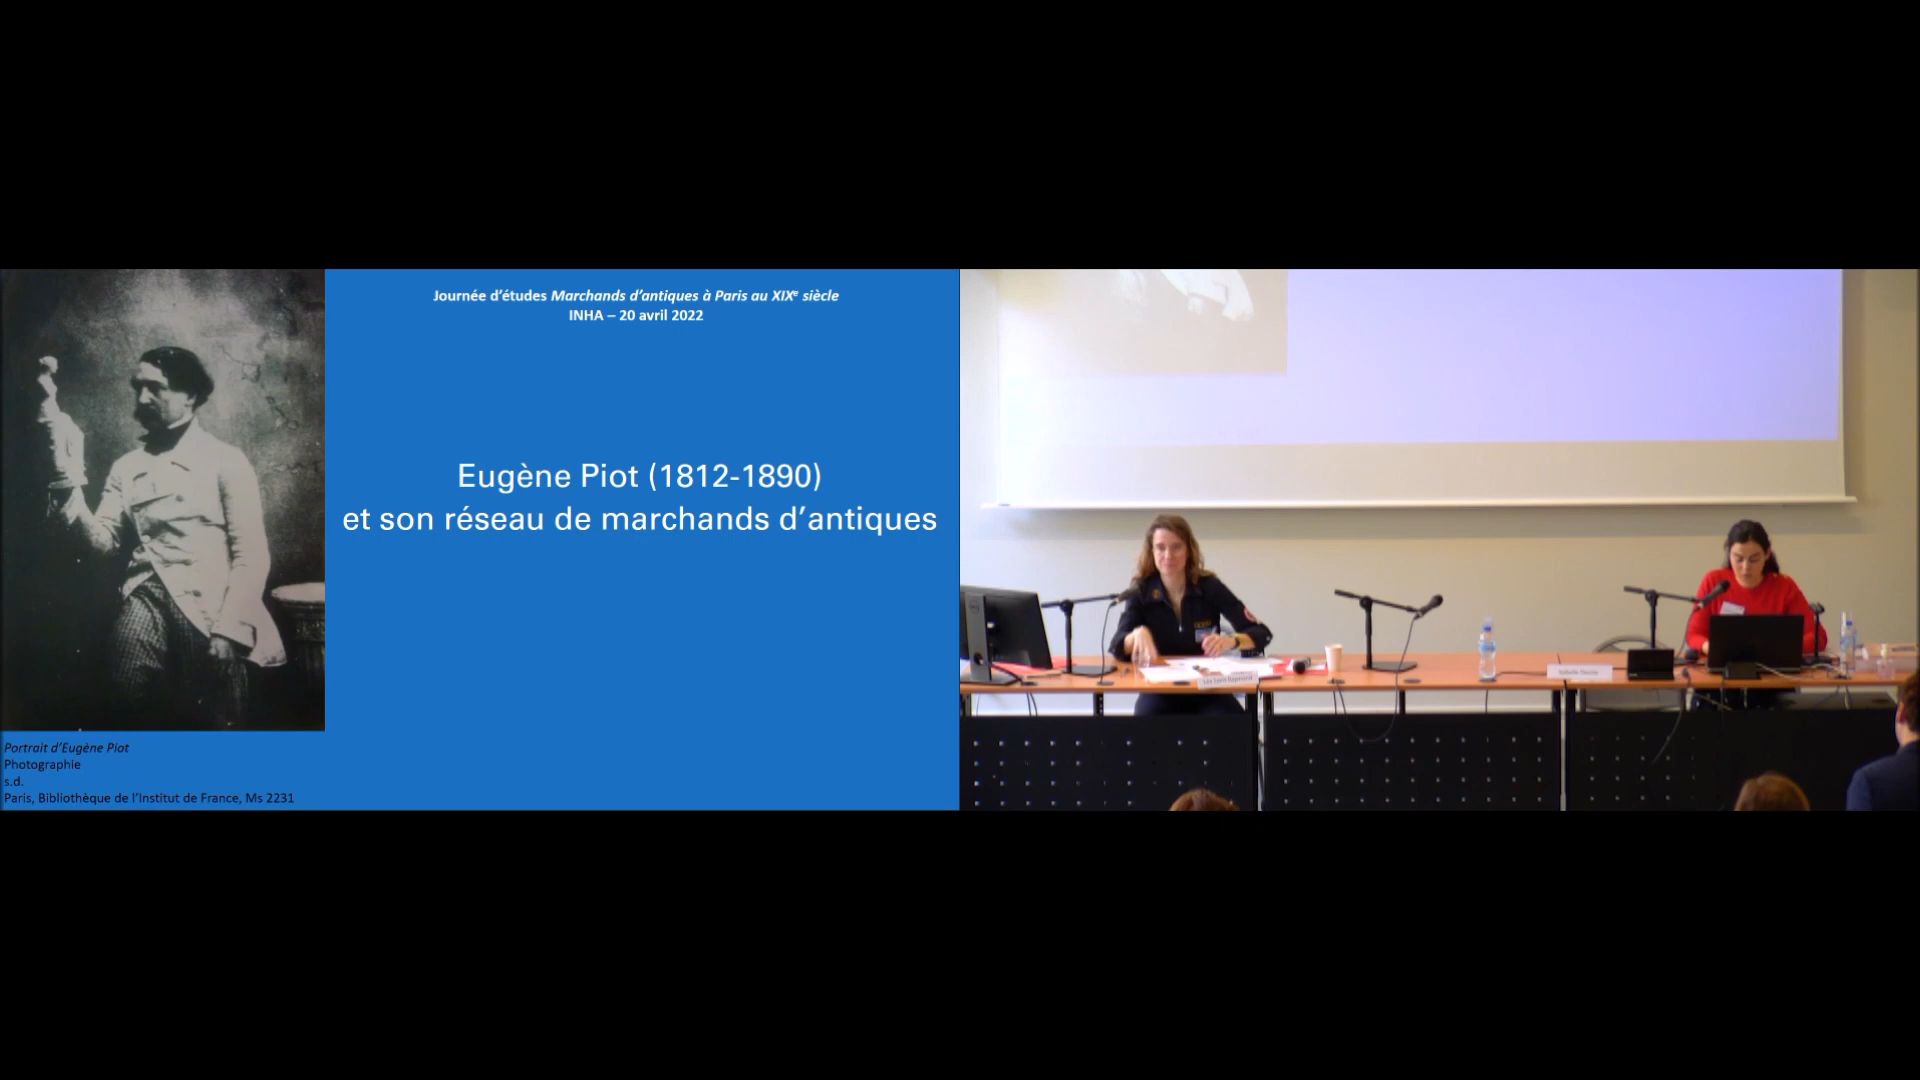 Journée d'études Marchands d'antiques à Paris au XIXe siècle
INHA – 20 avril 2022
Eugène Piot (1812-1890)
et son réseau de marchands d'antiques
Portrait d'Eugène Piot
Photographie
s.d.
Paris, Bibliothèque de l'Institut de France, Ms 2231